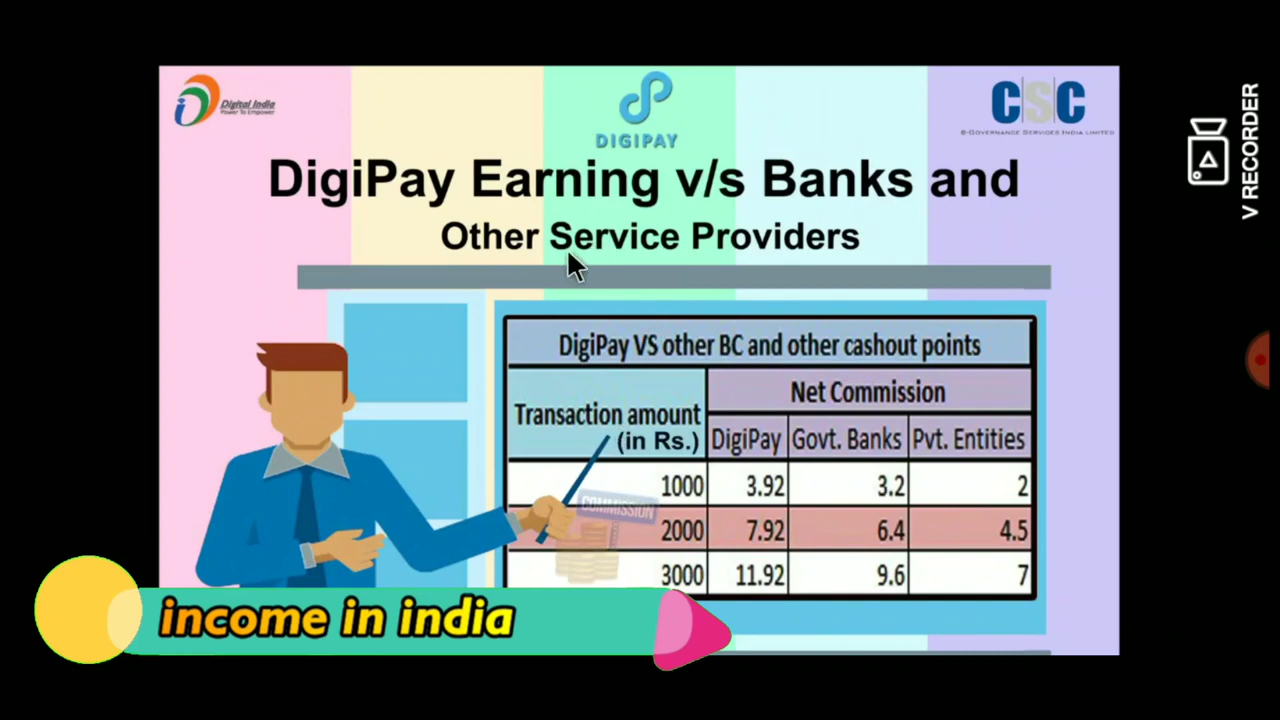 Digital India
Power To Empower
DIGIPAY
CSC
E-GOVERNANCE SERVICES INDIA LIMITED
DigiPay Earning v/s Banks and
Other Service Providers
DigiPay VS other BC and other cashout points
Transaction amount
(in Rs.)
Net Commission
DigiPay Govt. Banks Pvt. Entities
1000 3.92 3.2 2
2000 7.92 6.4 4.5
3000 11.92 9.6 7
COMMISSION
income in india
V RECORDER